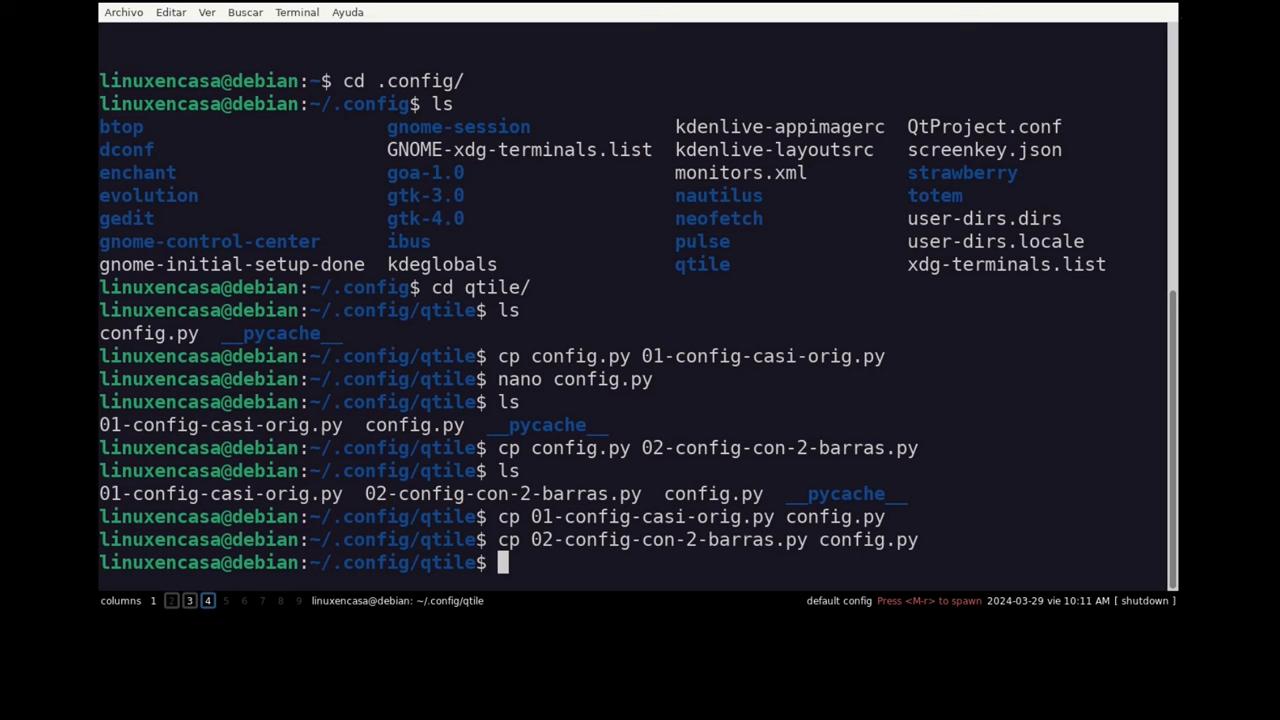 Archivo Editar Ver Buscar Terminal Ayuda
linuxencasa@debian:~$ cd .config/
linuxencasa@debian:~/.config$ ls
btop gnome-session kdenlive-appimagerc QtProject.conf
dconf GNOME-xdg-terminals.list kdenlive-layoutsrc screenkey.json
enchant goa-1.0 monitors.xml strawberry
evolution gtk-3.0 nautilus totem
gedit gtk-4.0 neofetch user-dirs.dirs
gnome-control-center ibus pulse user-dirs.locale
gnome-initial-setup-done kdeglobals qtile xdg-terminals.list
linuxencasa@debian:~/.config$ cd qtile/
linuxencasa@debian:~/.config/qtile$ ls
config.py __pycache__
linuxencasa@debian:~/.config/qtile$ cp config.py 01-config-casi-orig.py
linuxencasa@debian:~/.config/qtile$ nano config.py
linuxencasa@debian:~/.config/qtile$ ls
01-config-casi-orig.py config.py __pycache__
linuxencasa@debian:~/.config/qtile$ cp config.py 02-config-con-2-barras.py
linuxencasa@debian:~/.config/qtile$ ls
01-config-casi-orig.py 02-config-con-2-barras.py config.py __pycache__
linuxencasa@debian:~/.config/qtile$ cp 01-config-casi-orig.py config.py
linuxencasa@debian:~/.config/qtile$ cp 02-config-con-2-barras.py config.py
linuxencasa@debian:~/.config/qtile$
columns 1 2 3 4 5 6 7 8 9 linuxencasa@debian: ~/.config/qtile default config Press <M-r> to spawn 2024-03-29 vie 10:11 AM [ shutdown ]